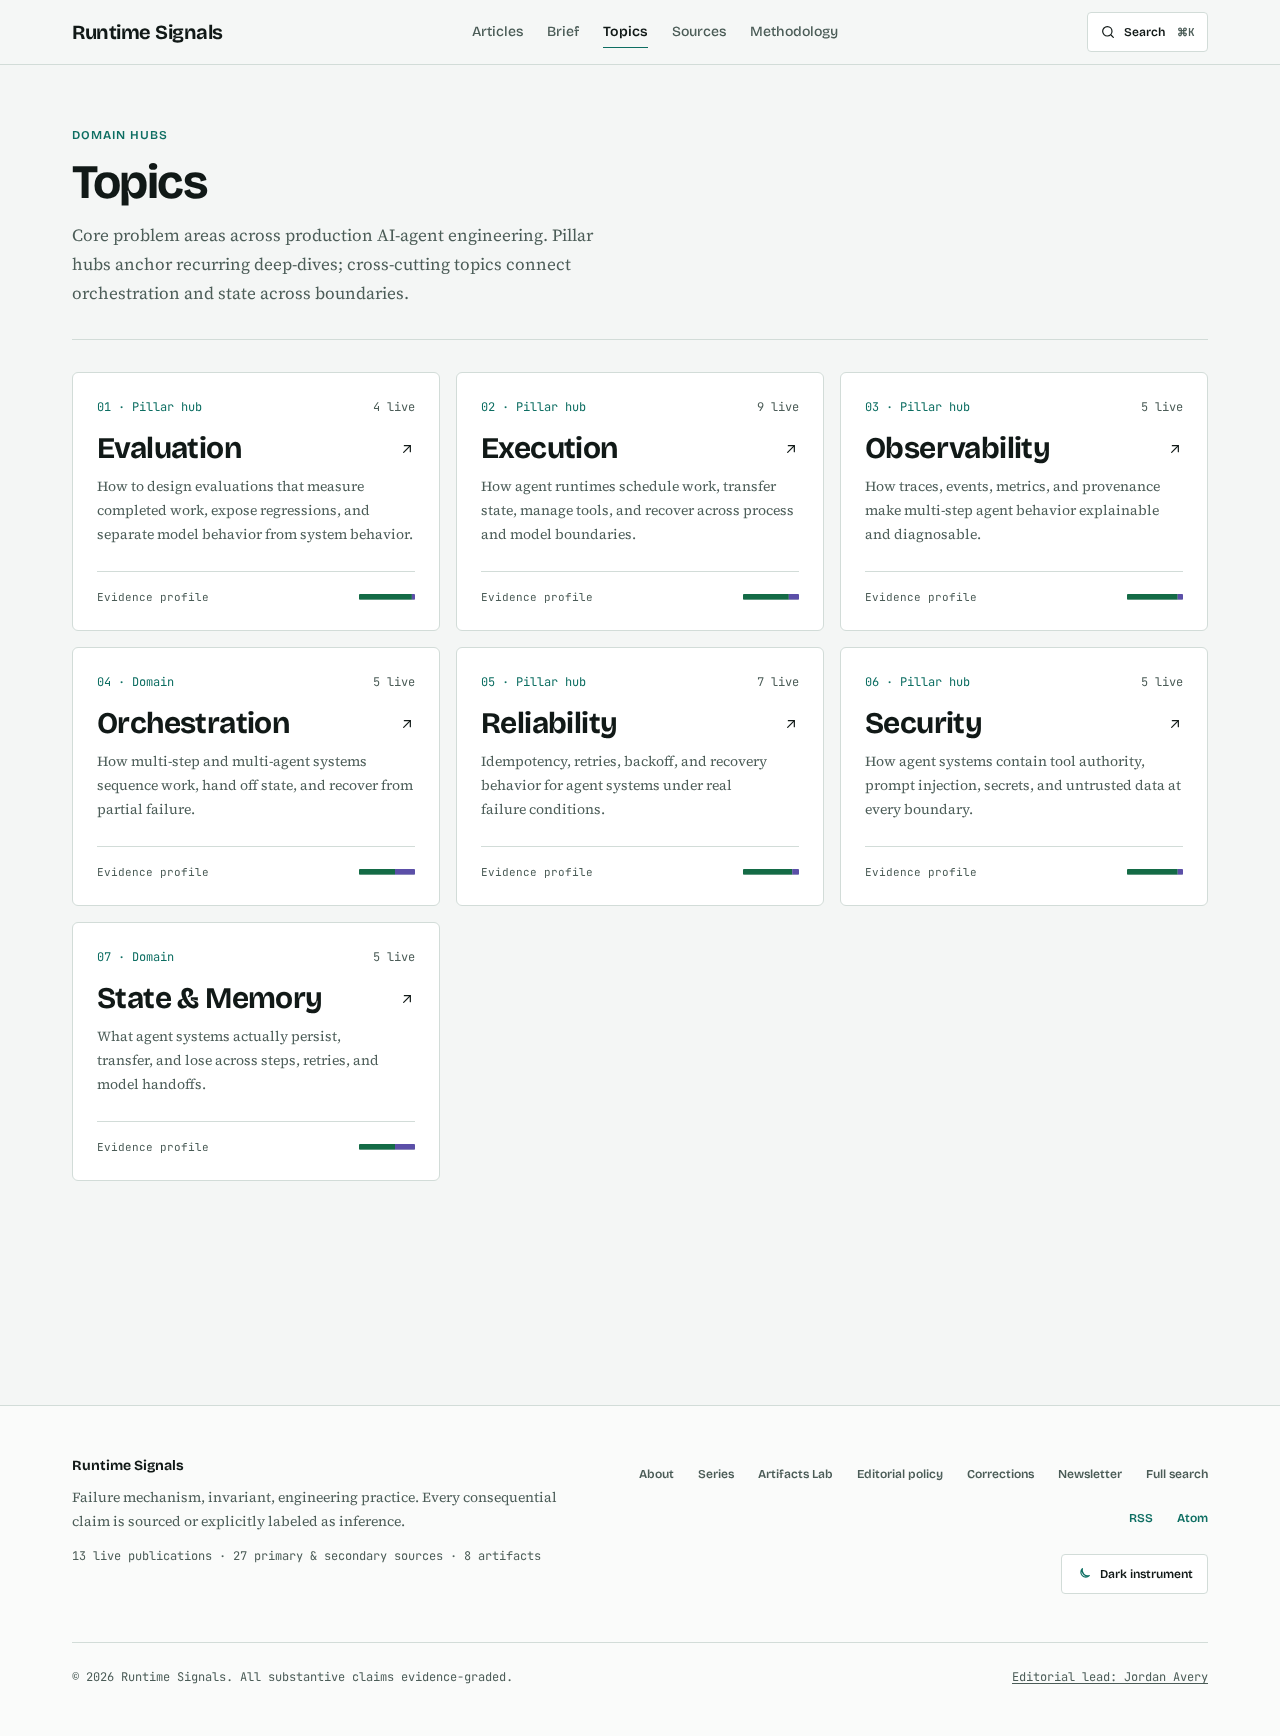 Runtime Signals
Articles
Brief
Topics
Sources
Methodology
Search ⌘K
DOMAIN HUBS
Topics
Core problem areas across production AI-agent engineering. Pillar
hubs anchor recurring deep-dives; cross-cutting topics connect
orchestration and state across boundaries.
01 · Pillar hub
4 live
Evaluation
How to design evaluations that measure
completed work, expose regressions, and
separate model behavior from system behavior.
Evidence profile
02 · Pillar hub
9 live
Execution
How agent runtimes schedule work, transfer
state, manage tools, and recover across process
and model boundaries.
Evidence profile
03 · Pillar hub
5 live
Observability
How traces, events, metrics, and provenance
make multi-step agent behavior explainable
and diagnosable.
Evidence profile
04 · Domain
5 live
Orchestration
How multi-step and multi-agent systems
sequence work, hand off state, and recover from
partial failure.
Evidence profile
05 · Pillar hub
7 live
Reliability
Idempotency, retries, backoff, and recovery
behavior for agent systems under real
failure conditions.
Evidence profile
06 · Pillar hub
5 live
Security
How agent systems contain tool authority,
prompt injection, secrets, and untrusted data at
every boundary.
Evidence profile
07 · Domain
5 live
State & Memory
What agent systems actually persist,
transfer, and lose across steps, retries, and
model handoffs.
Evidence profile
Runtime Signals
Failure mechanism, invariant, engineering practice. Every consequential
claim is sourced or explicitly labeled as inference.
13 live publications · 27 primary & secondary sources · 8 artifacts
About
Series
Artifacts Lab
Editorial policy
Corrections
Newsletter
Full search
RSS
Atom
Dark instrument
© 2026 Runtime Signals. All substantive claims evidence-graded.
Editorial lead: Jordan Avery